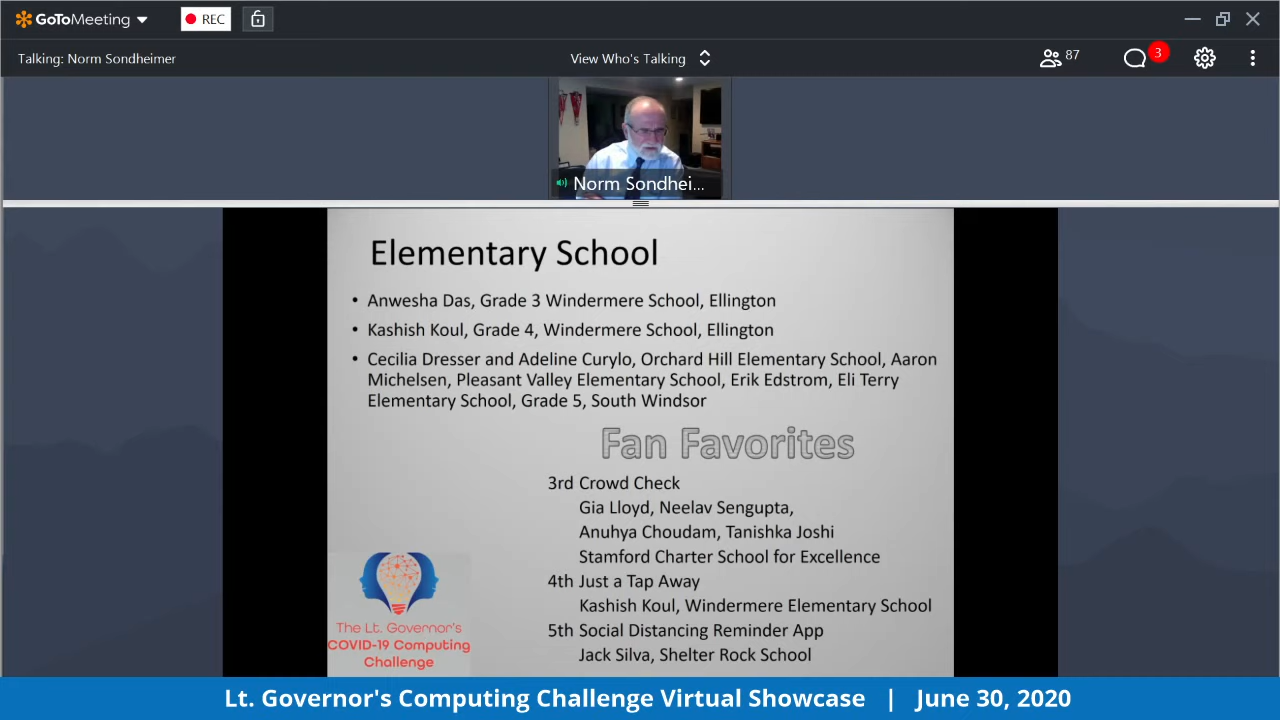 GoToMeeting
REC
Talking: Norm Sondheimer
View Who's Talking
87
3
Norm Sondhei...
Elementary School
• Anwesha Das, Grade 3 Windermere School, Ellington
• Kashish Koul, Grade 4, Windermere School, Ellington
• Cecilia Dresser and Adeline Curylo, Orchard Hill Elementary School, Aaron
Michelsen, Pleasant Valley Elementary School, Erik Edstrom, Eli Terry
Elementary School, Grade 5, South Windsor
Fan Favorites
3rd Crowd Check
Gia Lloyd, Neelav Sengupta,
Anuhya Choudam, Tanishka Joshi
Stamford Charter School for Excellence
4th Just a Tap Away
Kashish Koul, Windermere Elementary School
5th Social Distancing Reminder App
Jack Silva, Shelter Rock School
The Lt. Governor's
COVID-19 Computing
Challenge
Lt. Governor's Computing Challenge Virtual Showcase | June 30, 2020